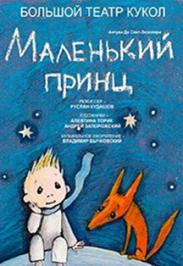 БОЛЬШОЙ ТЕАТР КУКОЛ
Антуан Де Сент-Экзюпери
МАЛЕНЬКИЙ
ПРИНЦ
РЕЖИССЕР –
РУСЛАН КУДАШОВ
ХУДОЖНИКИ –
АЛЕВТИНА ТОРИК
АНДРЕЙ ЗАПОРОЖСКИЙ
МУЗЫКАЛЬНОЕ ОФОРМЛЕНИЕ –
ВЛАДИМИР БЫЧКОВСКИЙ